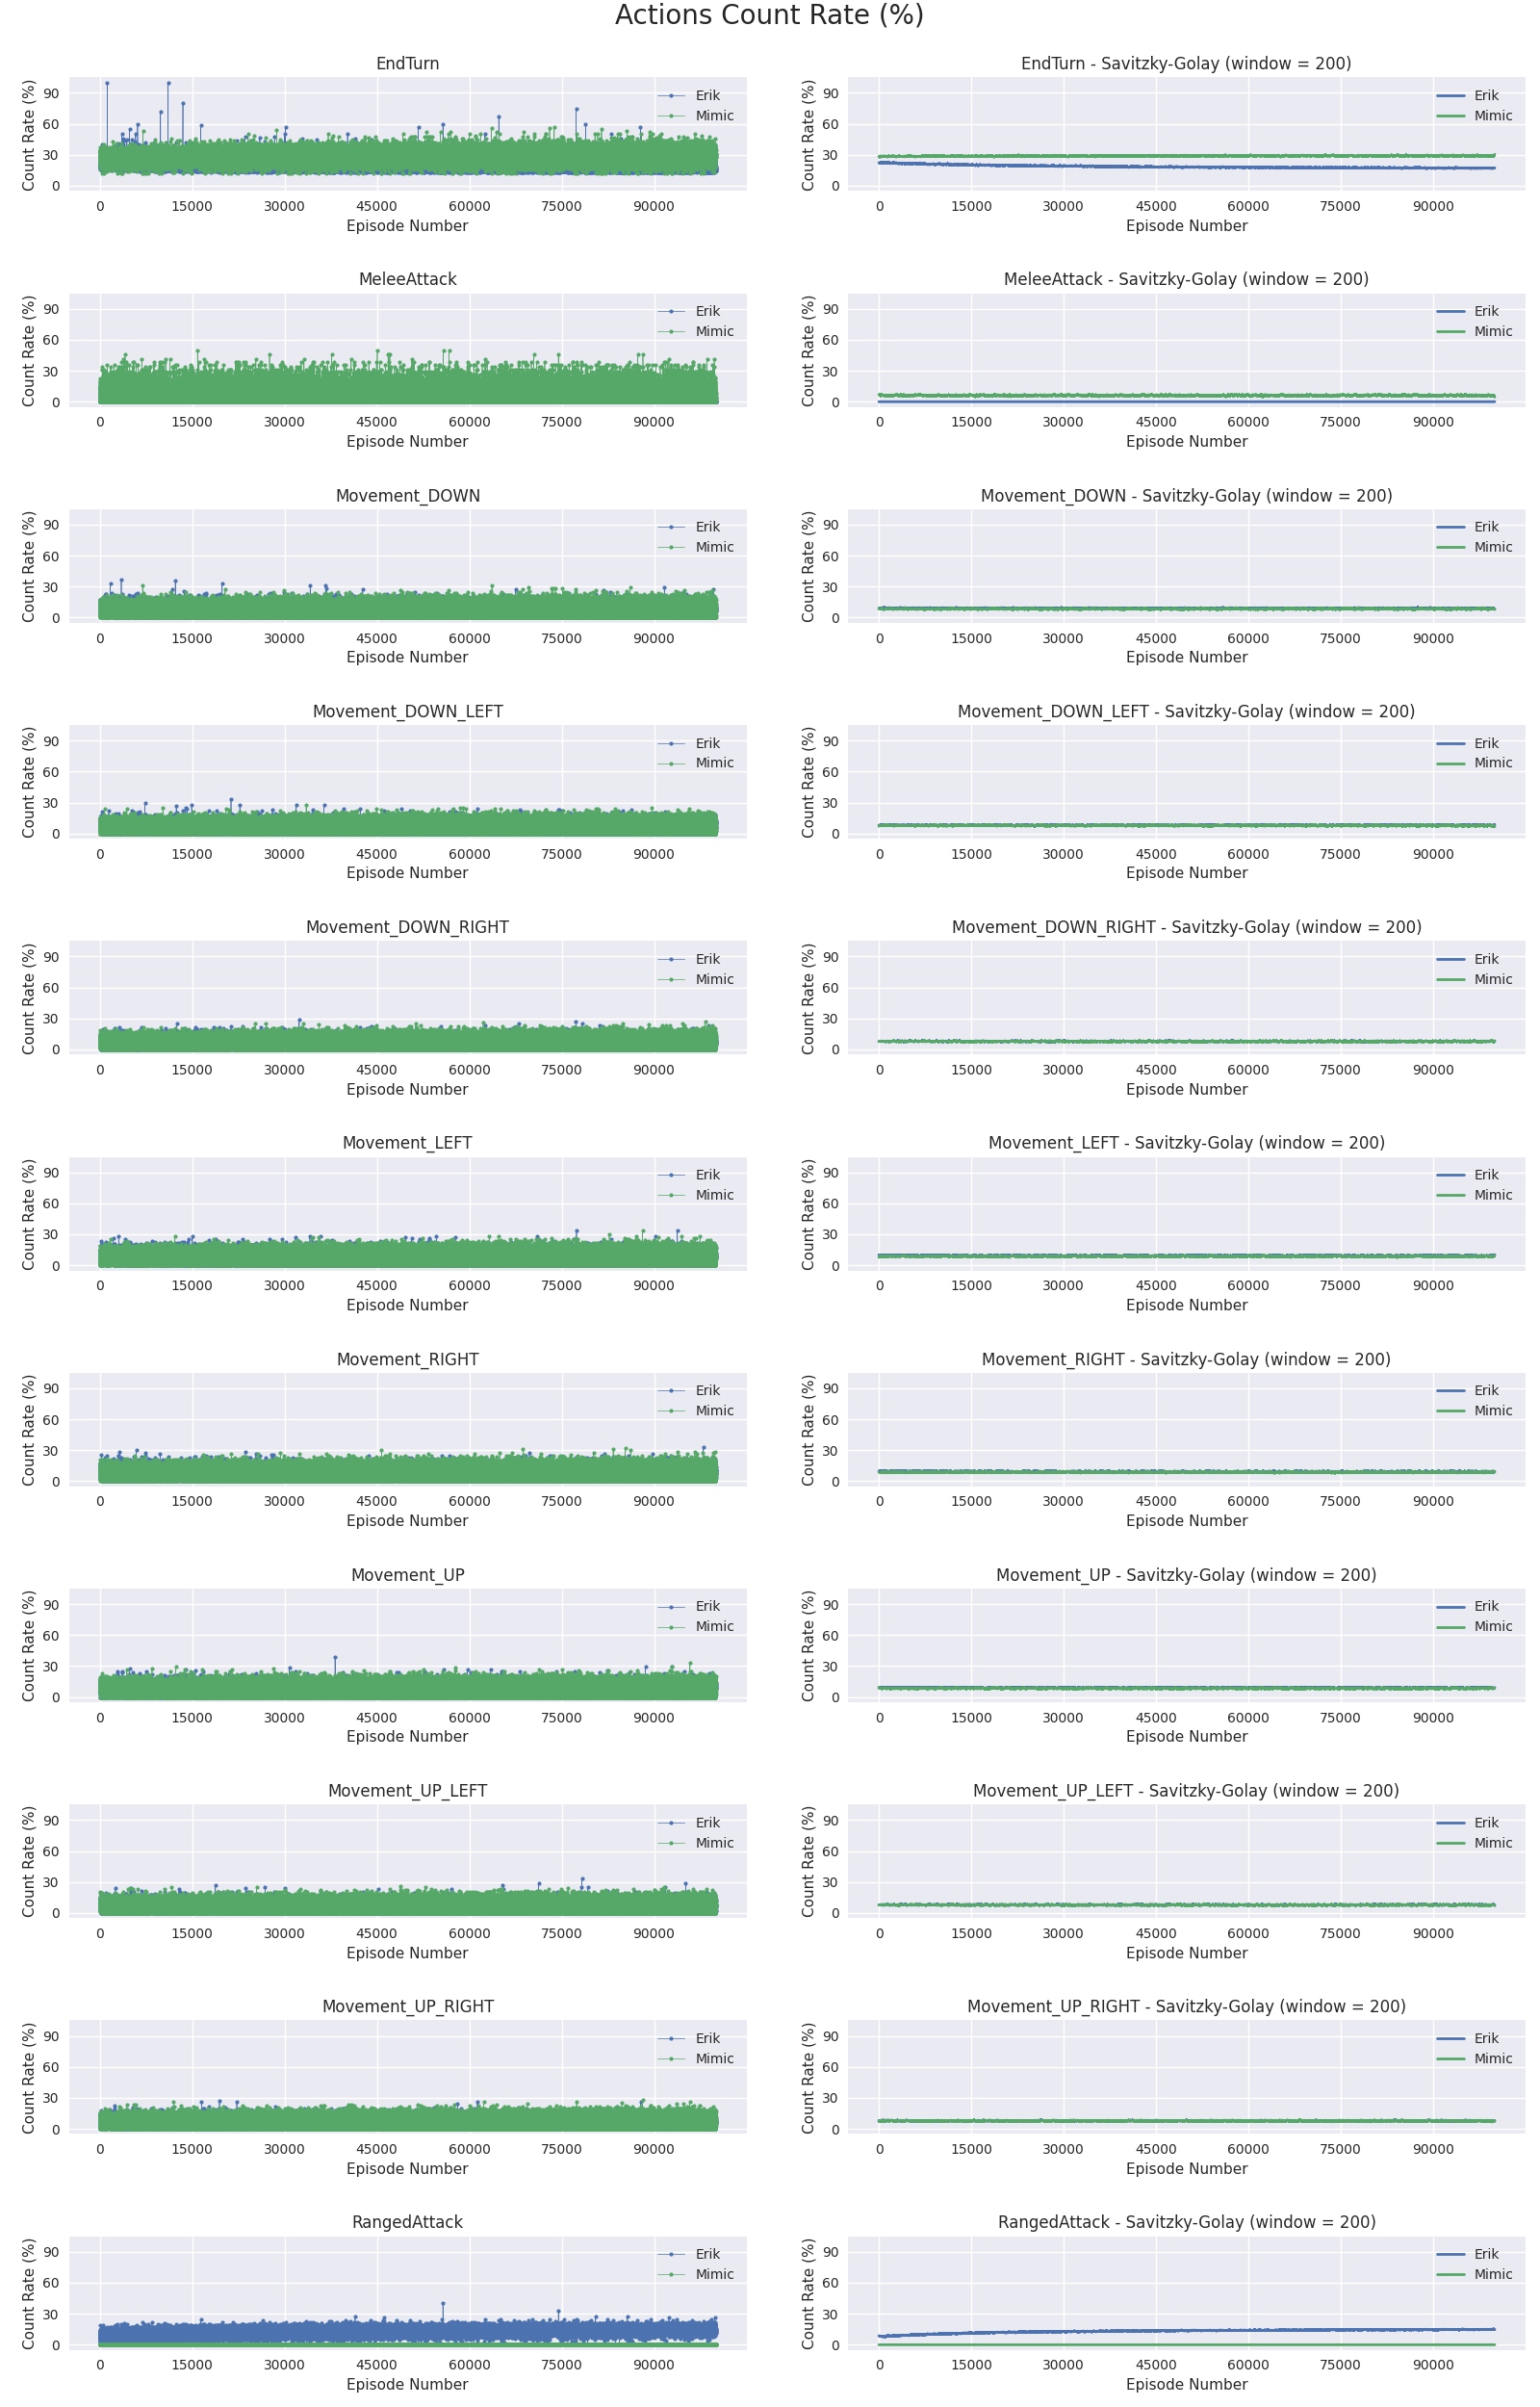 Actions Count Rate (%)
EndTurn
Count Rate (%)
90
60
30
0
Erik
Mimic
0 15000 30000 45000 60000 75000 90000
Episode Number
EndTurn - Savitzky-Golay (window = 200)
Count Rate (%)
90
60
30
0
Erik
Mimic
0 15000 30000 45000 60000 75000 90000
Episode Number
MeleeAttack
Count Rate (%)
90
60
30
0
Erik
Mimic
0 15000 30000 45000 60000 75000 90000
Episode Number
MeleeAttack - Savitzky-Golay (window = 200)
Count Rate (%)
90
60
30
0
Erik
Mimic
0 15000 30000 45000 60000 75000 90000
Episode Number
Movement_DOWN
Count Rate (%)
90
60
30
0
Erik
Mimic
0 15000 30000 45000 60000 75000 90000
Episode Number
Movement_DOWN - Savitzky-Golay (window = 200)
Count Rate (%)
90
60
30
0
Erik
Mimic
0 15000 30000 45000 60000 75000 90000
Episode Number
Movement_DOWN_LEFT
Count Rate (%)
90
60
30
0
Erik
Mimic
0 15000 30000 45000 60000 75000 90000
Episode Number
Movement_DOWN_LEFT - Savitzky-Golay (window = 200)
Count Rate (%)
90
60
30
0
Erik
Mimic
0 15000 30000 45000 60000 75000 90000
Episode Number
Movement_DOWN_RIGHT
Count Rate (%)
90
60
30
0
Erik
Mimic
0 15000 30000 45000 60000 75000 90000
Episode Number
Movement_DOWN_RIGHT - Savitzky-Golay (window = 200)
Count Rate (%)
90
60
30
0
Erik
Mimic
0 15000 30000 45000 60000 75000 90000
Episode Number
Movement_LEFT
Count Rate (%)
90
60
30
0
Erik
Mimic
0 15000 30000 45000 60000 75000 90000
Episode Number
Movement_LEFT - Savitzky-Golay (window = 200)
Count Rate (%)
90
60
30
0
Erik
Mimic
0 15000 30000 45000 60000 75000 90000
Episode Number
Movement_RIGHT
Count Rate (%)
90
60
30
0
Erik
Mimic
0 15000 30000 45000 60000 75000 90000
Episode Number
Movement_RIGHT - Savitzky-Golay (window = 200)
Count Rate (%)
90
60
30
0
Erik
Mimic
0 15000 30000 45000 60000 75000 90000
Episode Number
Movement_UP
Count Rate (%)
90
60
30
0
Erik
Mimic
0 15000 30000 45000 60000 75000 90000
Episode Number
Movement_UP - Savitzky-Golay (window = 200)
Count Rate (%)
90
60
30
0
Erik
Mimic
0 15000 30000 45000 60000 75000 90000
Episode Number
Movement_UP_LEFT
Count Rate (%)
90
60
30
0
Erik
Mimic
0 15000 30000 45000 60000 75000 90000
Episode Number
Movement_UP_LEFT - Savitzky-Golay (window = 200)
Count Rate (%)
90
60
30
0
Erik
Mimic
0 15000 30000 45000 60000 75000 90000
Episode Number
Movement_UP_RIGHT
Count Rate (%)
90
60
30
0
Erik
Mimic
0 15000 30000 45000 60000 75000 90000
Episode Number
Movement_UP_RIGHT - Savitzky-Golay (window = 200)
Count Rate (%)
90
60
30
0
Erik
Mimic
0 15000 30000 45000 60000 75000 90000
Episode Number
RangedAttack
Count Rate (%)
90
60
30
0
Erik
Mimic
0 15000 30000 45000 60000 75000 90000
Episode Number
RangedAttack - Savitzky-Golay (window = 200)
Count Rate (%)
90
60
30
0
Erik
Mimic
0 15000 30000 45000 60000 75000 90000
Episode Number